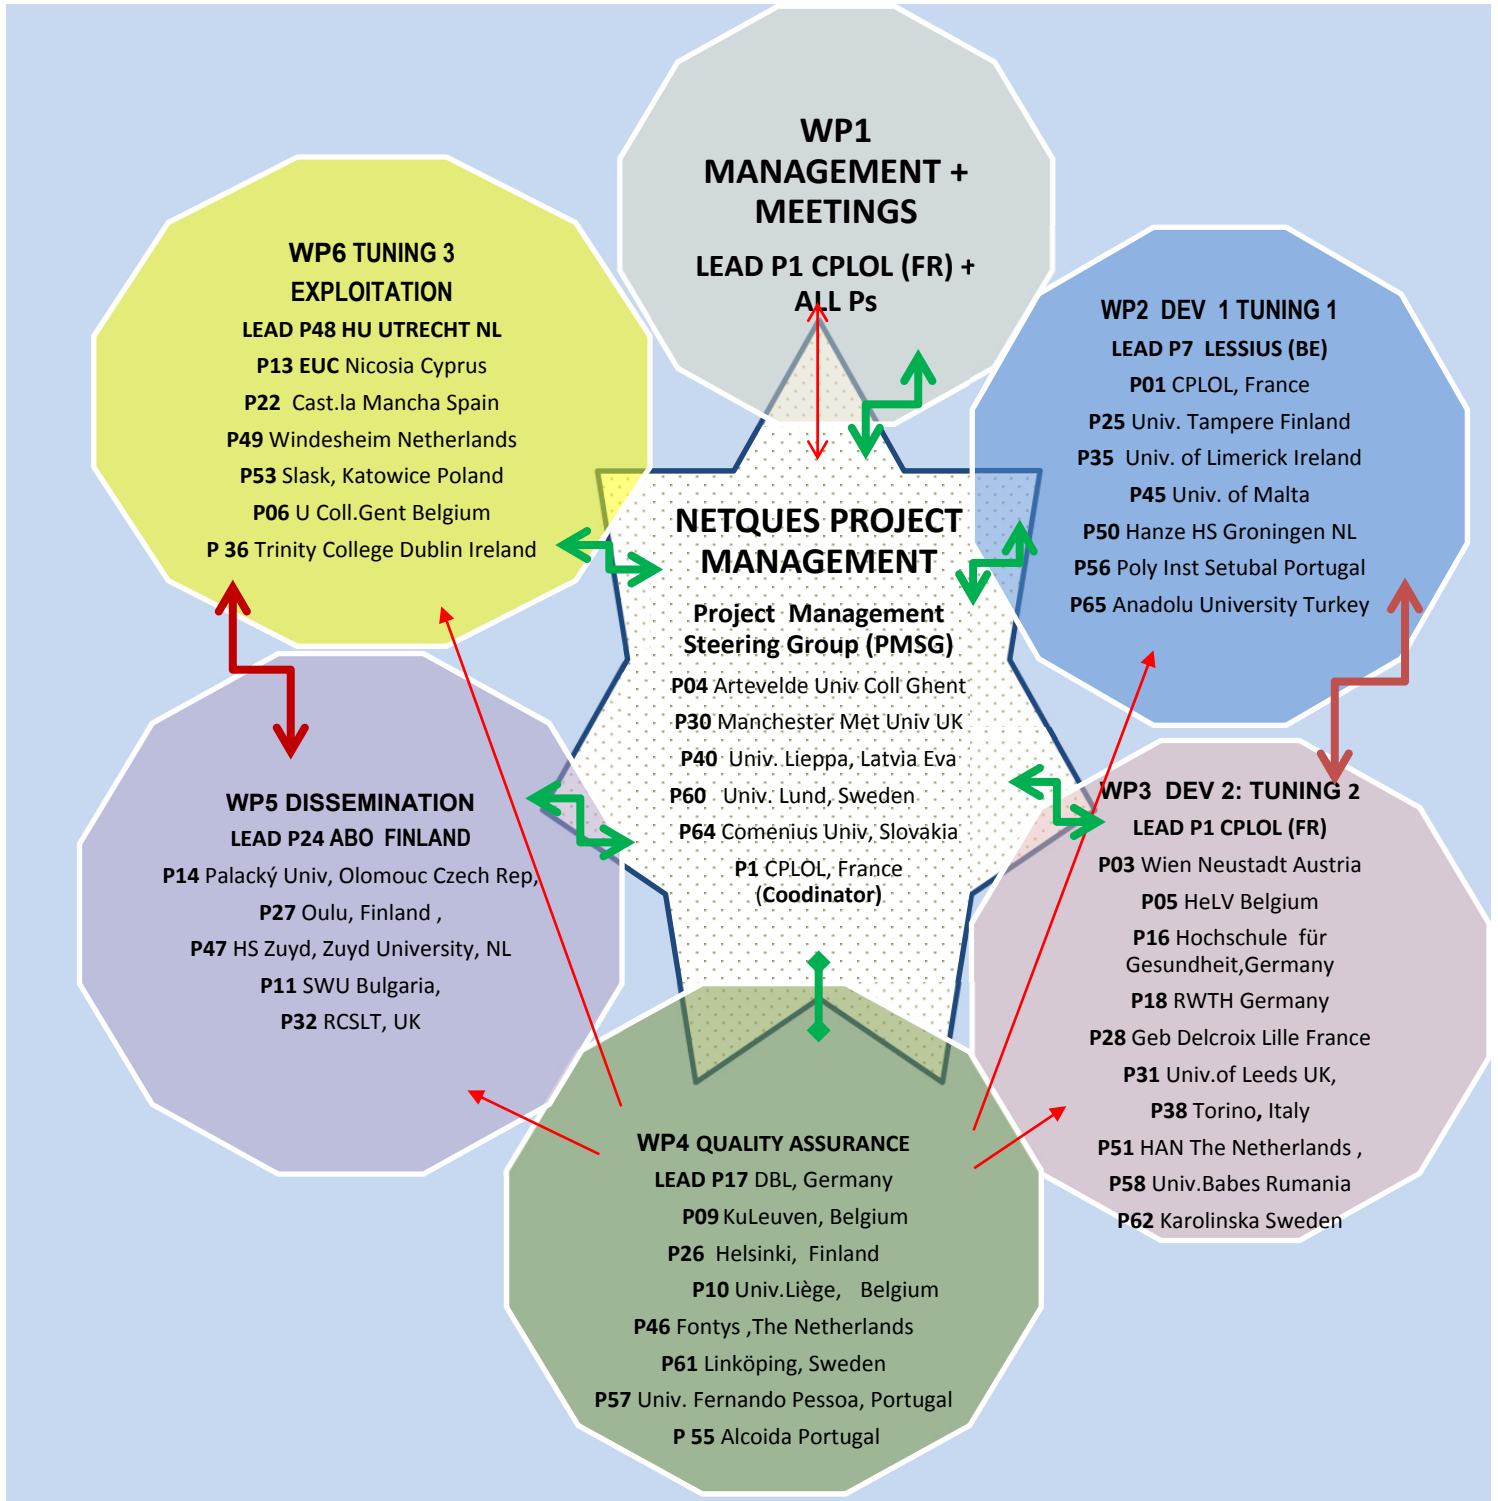 WP1
MANAGEMENT +
MEETINGS
LEAD P1 CPLOL (FR) +
ALL Ps
WP6 TUNING 3
EXPLOITATION
LEAD P48 HU UTRECHT NL
P13 EUC Nicosia Cyprus
P22 Cast.la Mancha Spain
P49 Windesheim Netherlands
P53 Slask, Katowice Poland
P06 U Coll.Gent Belgium
P 36 Trinity College Dublin Ireland
WP2 DEV 1 TUNING 1
LEAD P7 LESSIUS (BE)
P01 CPLOL, France
P25 Univ. Tampere Finland
P35 Univ. of Limerick Ireland
P45 Univ. of Malta
P50 Hanze HS Groningen NL
P56 Poly Inst Setubal Portugal
P65 Anadolu University Turkey
NETQUES PROJECT
MANAGEMENT
Project Management
Steering Group (PMSG)
P04 Artevelde Univ Coll Ghent
P30 Manchester Met Univ UK
P40 Univ. Lieppa, Latvia Eva
P60 Univ. Lund, Sweden
P64 Comenius Univ, Slovakia
P1 CPLOL, France
(Coodinator)
WP5 DISSEMINATION
LEAD P24 ABO FINLAND
P14 Palacký Univ, Olomouc Czech Rep,
P27 Oulu, Finland ,
P47 HS Zuyd, Zuyd University, NL
P11 SWU Bulgaria,
P32 RCSLT, UK
WP3 DEV 2: TUNING 2
LEAD P1 CPLOL (FR)
P03 Wien Neustadt Austria
P05 HeLV Belgium
P16 Hochschule für
Gesundheit,Germany
P18 RWTH Germany
P28 Geb Delcroix Lille France
P31 Univ.of Leeds UK,
P38 Torino, Italy
P51 HAN The Netherlands ,
P58 Univ.Babes Rumania
P62 Karolinska Sweden
WP4 QUALITY ASSURANCE
LEAD P17 DBL, Germany
P09 KuLeuven, Belgium
P26 Helsinki, Finland
P10 Univ.Liège, Belgium
P46 Fontys ,The Netherlands
P61 Linköping, Sweden
P57 Univ. Fernando Pessoa, Portugal
P 55 Alcoida Portugal